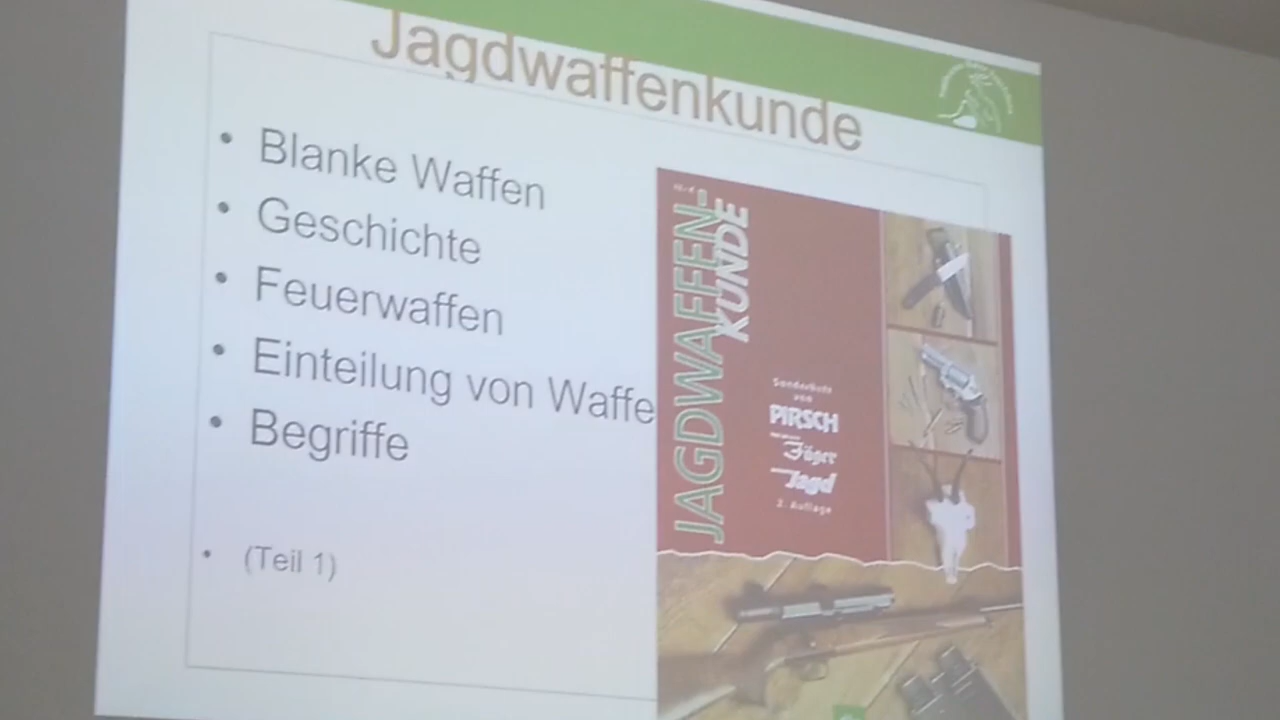 Jagdwaffenkunde
Blanke Waffen
Geschichte
Feuerwaffen
Einteilung von Waffe
Begriffe
(Teil 1)
JAGDWAFFEN-
KUNDE
Sonderhefte
von
PIRSCH
Jäger
Jagd
2. Auflage